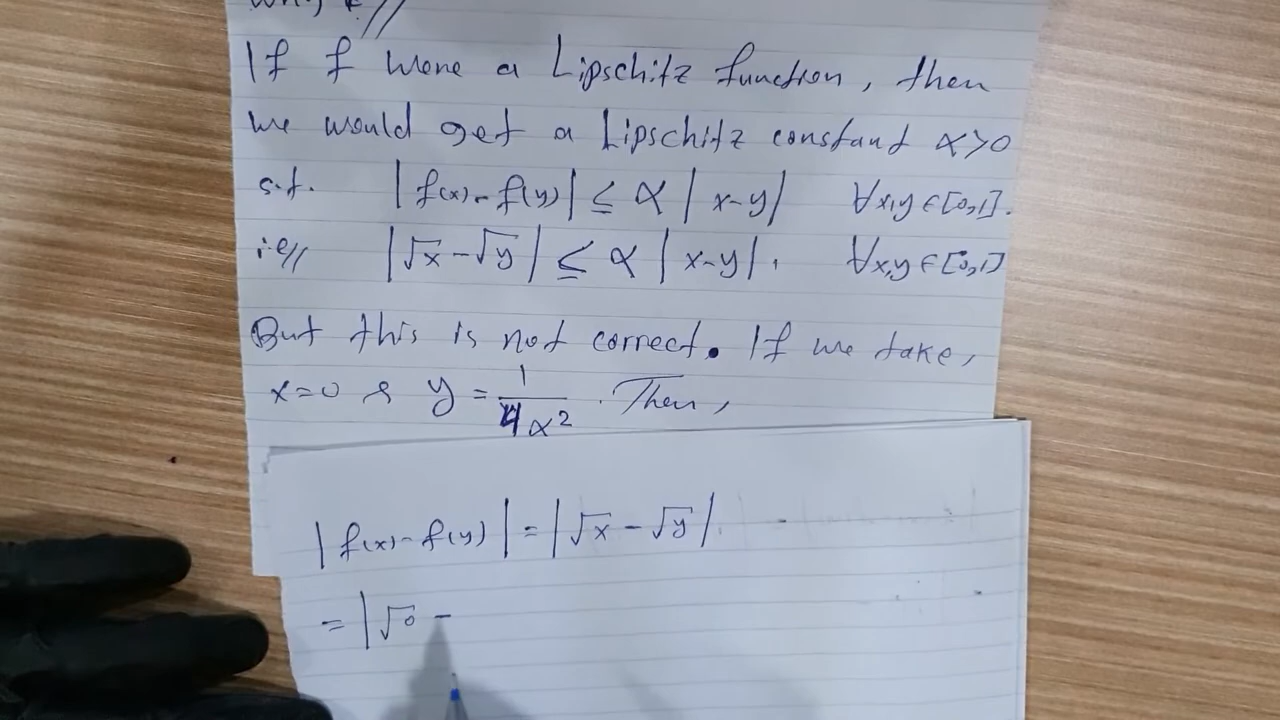 If f were a Lipschitz function, then
we would get a Lipschitz constant α>0
s.t. |f(x)-f(y)| ≤ α |x-y| ∀x,y∈[0,1].
i.e// |√x-√y| ≤ α |x-y|, ∀x,y∈[0,1]
But this is not correct. If we take,
x=0 & y = 1/4α². Then,
|f(x)-f(y)| = |√x-√y|
= |√0 -